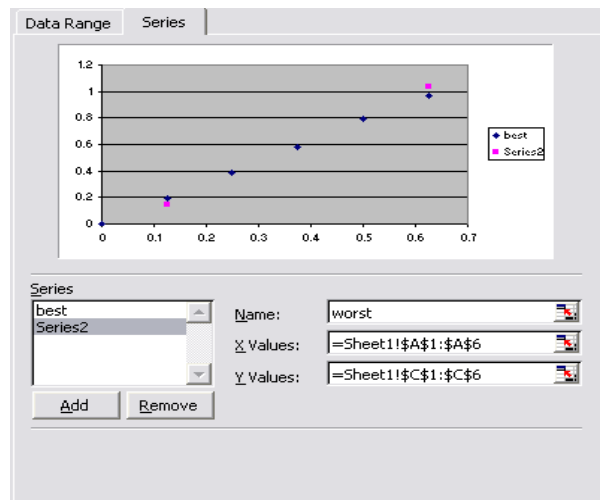 Data Range Series
1.2
1
0.8
0.6
0.4
0.2
0
0 0.1 0.2 0.3 0.4 0.5 0.6 0.7
best
Series2
Series
best
Series2
Name: worst
X Values: =Sheet1!$A$1:$A$6
Y Values: =Sheet1!$C$1:$C$6
Add Remove